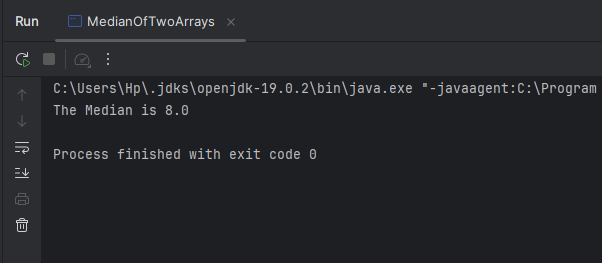 Run MedianOfTwoArrays
C:\Users\Hp\.jdks\openjdk-19.0.2\bin\java.exe "-javaagent:C:\Program
The Median is 8.0
Process finished with exit code 0